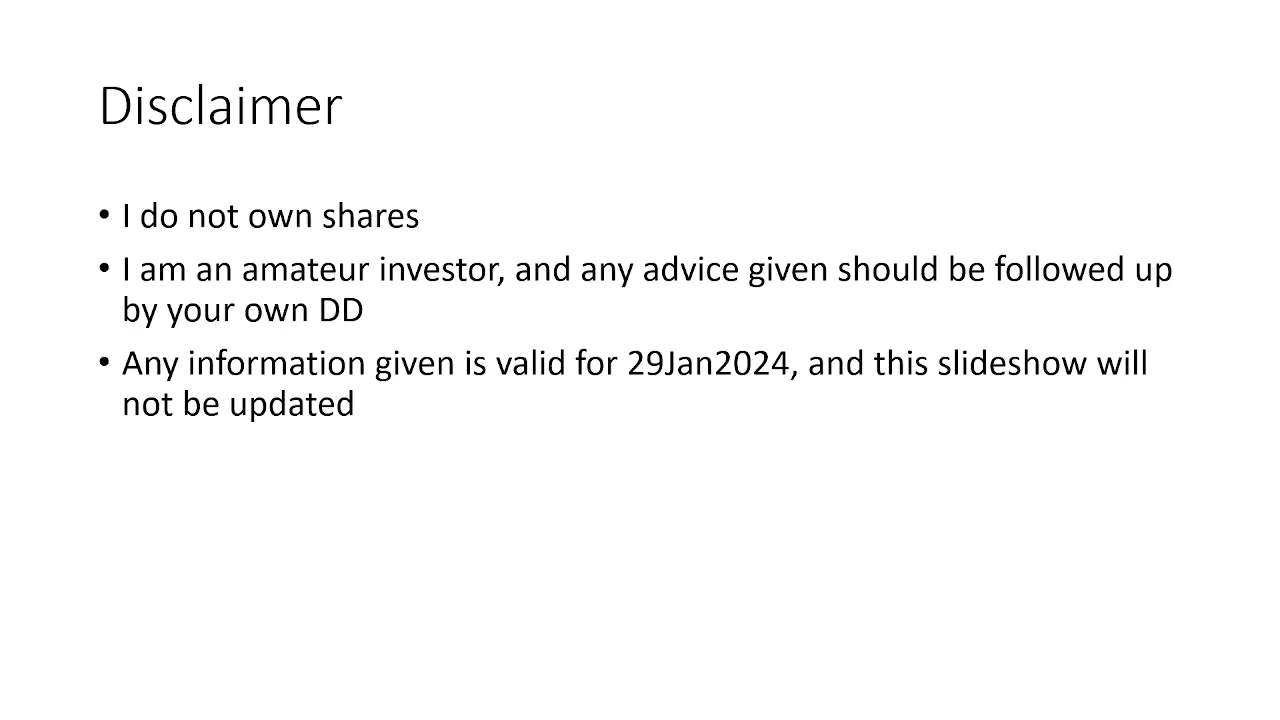 Disclaimer
• I do not own shares
• I am an amateur investor, and any advice given should be followed up
by your own DD
• Any information given is valid for 29Jan2024, and this slideshow will
not be updated